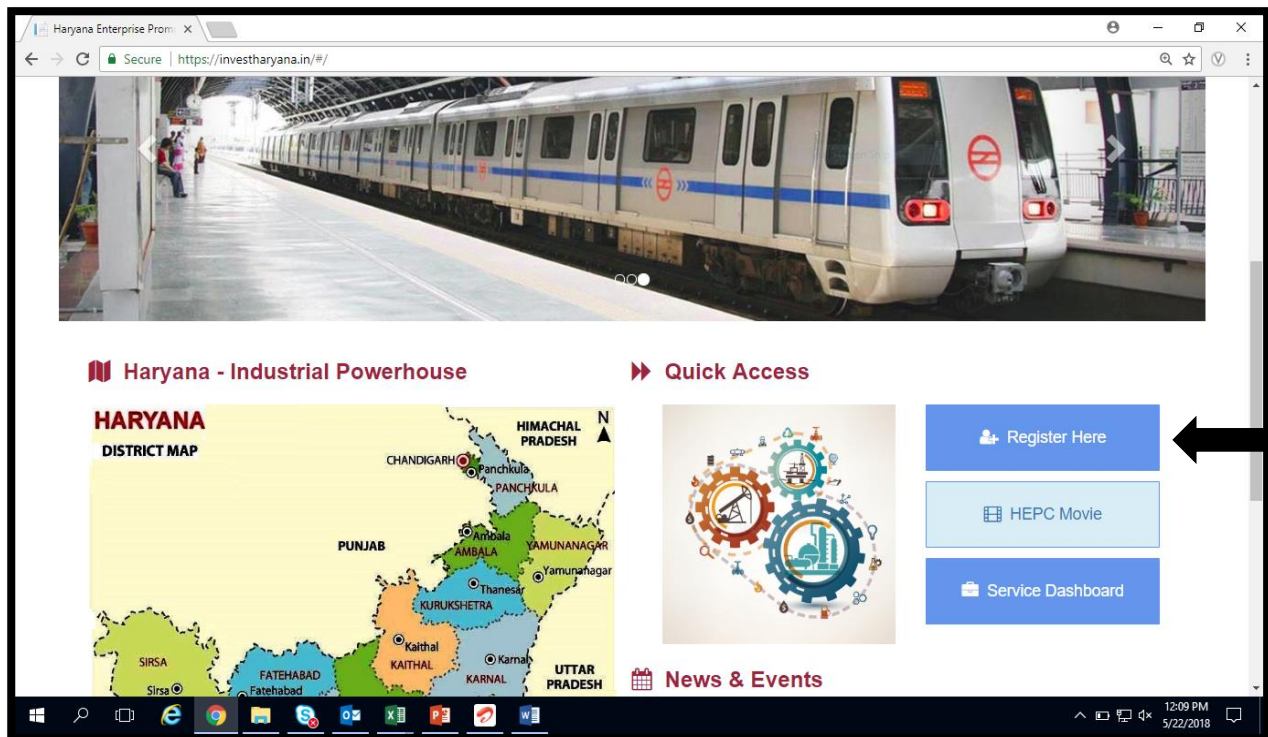 Haryana Enterprise Prom
Secure | https://investharyana.in/#/
Haryana - Industrial Powerhouse
Quick Access
HARYANA
DISTRICT MAP
HIMACHAL
PRADESH
N
CHANDIGARH
Panchkula
PANCHKULA
PUNJAB
Ambala
AMBALA
YAMUNANAGAR
Yamunanagar
Thanesar
KURUKSHETRA
Kaithal
KAITHAL
Karnal
KARNAL
UTTAR
PRADESH
SIRSA
Sirsa
FATEHABAD
Fatehabad
Register Here
HEPC Movie
Service Dashboard
News & Events
12:09 PM
5/22/2018